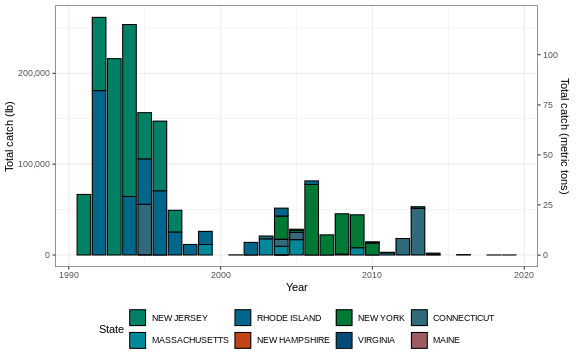 Total catch (lb)
200,000
100,000
0
100
75
50
25
0
Total catch (metric tons)
1990
2000
2010
2020
Year
State
NEW JERSEY
RHODE ISLAND
NEW YORK
CONNECTICUT
MASSACHUSETTS
NEW HAMPSHIRE
VIRGINIA
MAINE